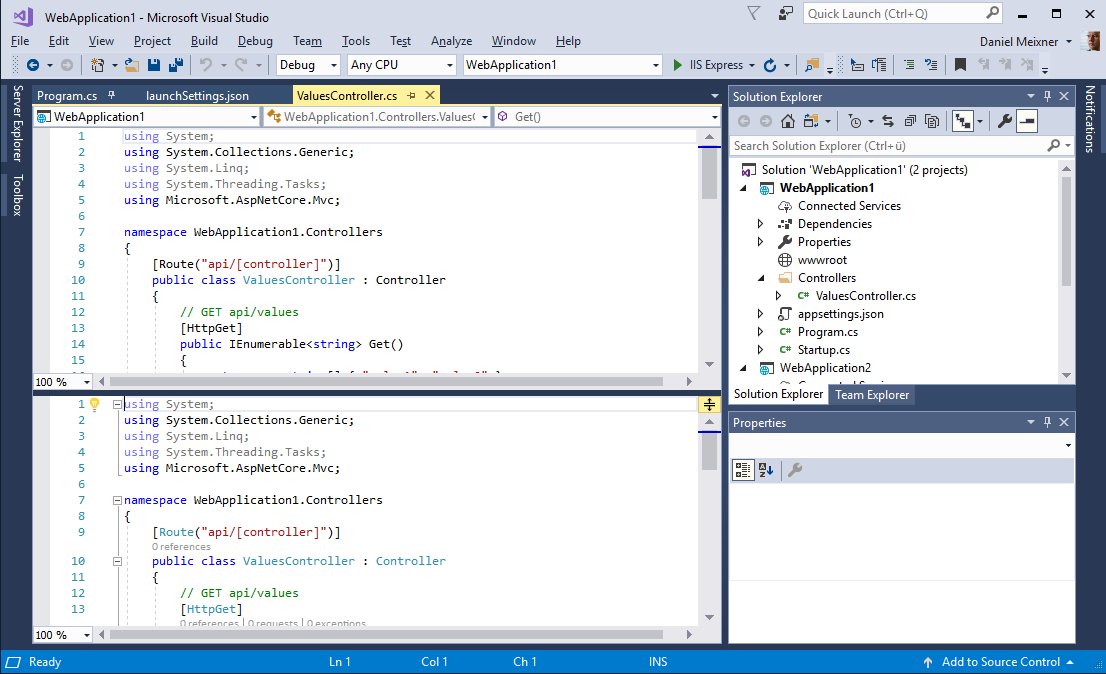 WebApplication1 - Microsoft Visual Studio
Quick Launch (Ctrl+Q)
File Edit View Project Build Debug Team Tools Test Analyze Window Help
Daniel Meixner
Debug Any CPU WebApplication1 IIS Express
Server Explorer
Toolbox
Program.cs launchSettings.json ValuesController.cs
WebApplication1 WebApplication1.Controllers.Values Get()
1 using System;
2 using System.Collections.Generic;
3 using System.Linq;
4 using System.Threading.Tasks;
5 using Microsoft.AspNetCore.Mvc;
6
7 namespace WebApplication1.Controllers
8 {
9 [Route("api/[controller]")]
10 public class ValuesController : Controller
11 {
12 // GET api/values
13 [HttpGet]
14 public IEnumerable<string> Get()
15 {
100 %
1 using System;
2 using System.Collections.Generic;
3 using System.Linq;
4 using System.Threading.Tasks;
5 using Microsoft.AspNetCore.Mvc;
6
7 namespace WebApplication1.Controllers
8 {
9 [Route("api/[controller]")]
0 references
10 public class ValuesController : Controller
11 {
12 // GET api/values
13 [HttpGet]
0 references | 0 requests | 0 exceptions
100 %
Solution Explorer
Search Solution Explorer (Ctrl+ü)
Solution 'WebApplication1' (2 projects)
WebApplication1
Connected Services
Dependencies
Properties
wwwroot
Controllers
C# ValuesController.cs
appsettings.json
C# Program.cs
C# Startup.cs
WebApplication2
Solution Explorer Team Explorer
Properties
Notifications
Ready Ln 1 Col 1 Ch 1 INS Add to Source Control